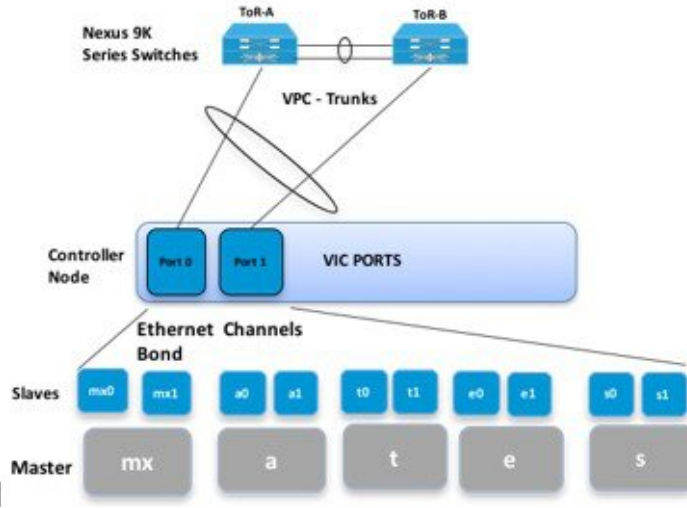 ToR-A
ToR-B
Nexus 9K
Series Switches
VPC - Trunks
Controller
Node
Port 0
Port 1
VIC PORTS
Ethernet Channels
Bond
Slaves
mx0
mx1
a0
a1
t0
t1
e0
e1
s0
s1
Master
mx
a
t
e
s